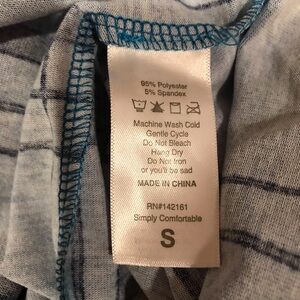 95% Polyester
5% Spandex
Machine Wash Cold
Gentle Cycle
Do Not Bleach
Hang Dry
Do Not Iron
or you'll be sad
MADE IN CHINA
RN#142161
Simply Comfortable
S